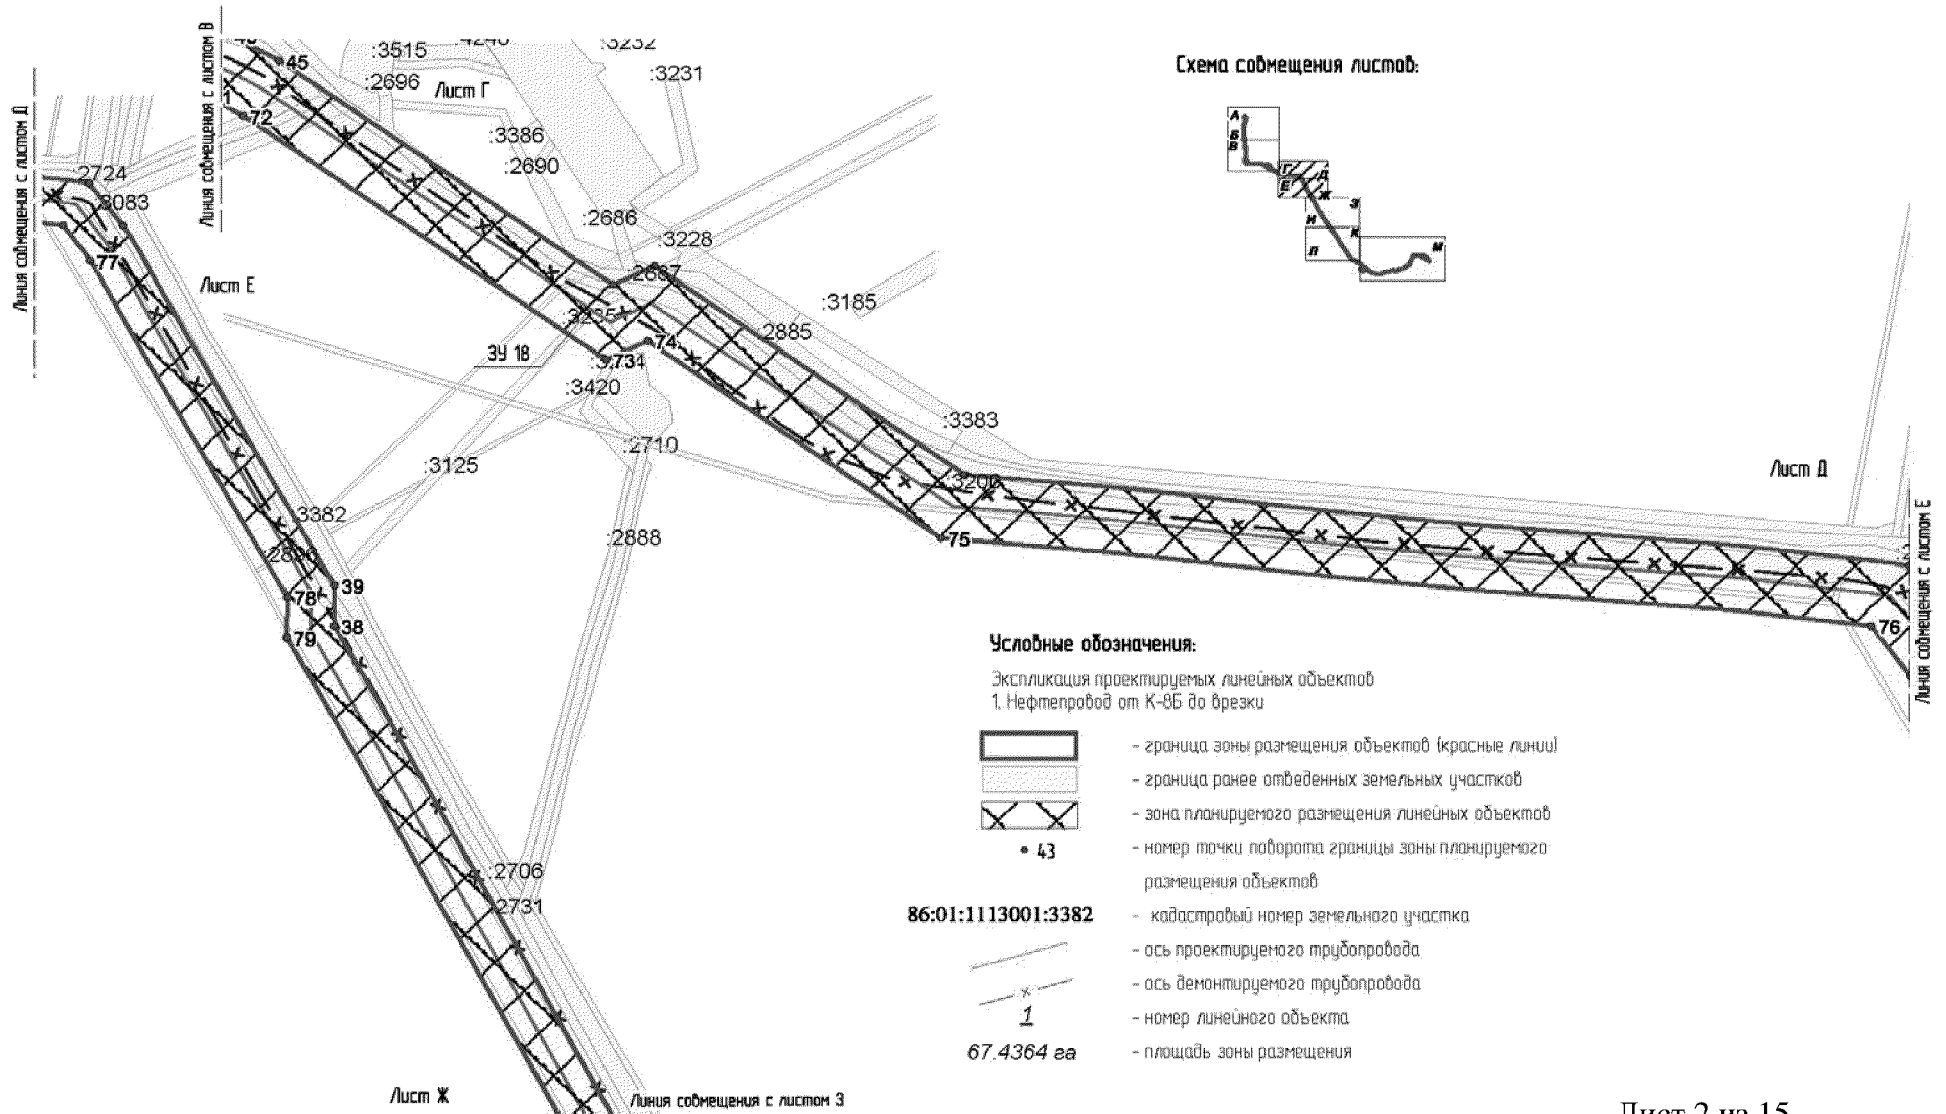 :3515
:4246
:3232
:3231
45
:2696
Лист Г
1
72
:3386
:2690
:2686
:3228
2687
:3185
2885
:3235
74
73
:3420
ЗУ 18
:2710
:3383
3200
:3125
:2888
75
76
Лист Д
Линия совмещения с листом В
Линия совмещения с листом Д
Линия совмещения с листом Е
:2724
3083
77
Лист Е
3382
39
78
38
79
:2706
2731
Лист Ж
Линия совмещения с листом З
Схема совмещения листов:
А
Б
В
Г
Д
Е
Ж
З
И
К
Л
М
Условные обозначения:
Экспликация проектируемых линейных объектов
1. Нефтепровод от К-8Б до врезки
- граница зоны размещения объектов (красные линии)
- граница ранее отведенных земельных участков
- зона планируемого размещения линейных объектов
43 - номер точки поворота границы зоны планируемого
размещения объектов
86:01:1113001:3382 - кадастровый номер земельного участка
- ось проектируемого трубопровода
- ось демонтируемого трубопровода
1 - номер линейного объекта
67.4364 га - площадь зоны размещения
Лист 2 из 15